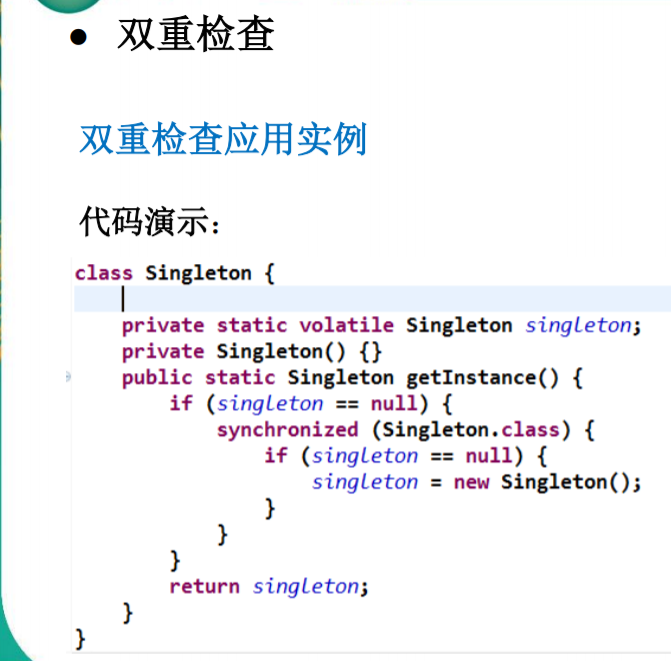 ● 双重检查
双重检查应用实例
代码演示：
class Singleton {
    private static volatile Singleton singleton;
    private Singleton() {}
    public static Singleton getInstance() {
        if (singleton == null) {
            synchronized (Singleton.class) {
                if (singleton == null) {
                    singleton = new Singleton();
                }
            }
        }
        return singleton;
    }
}